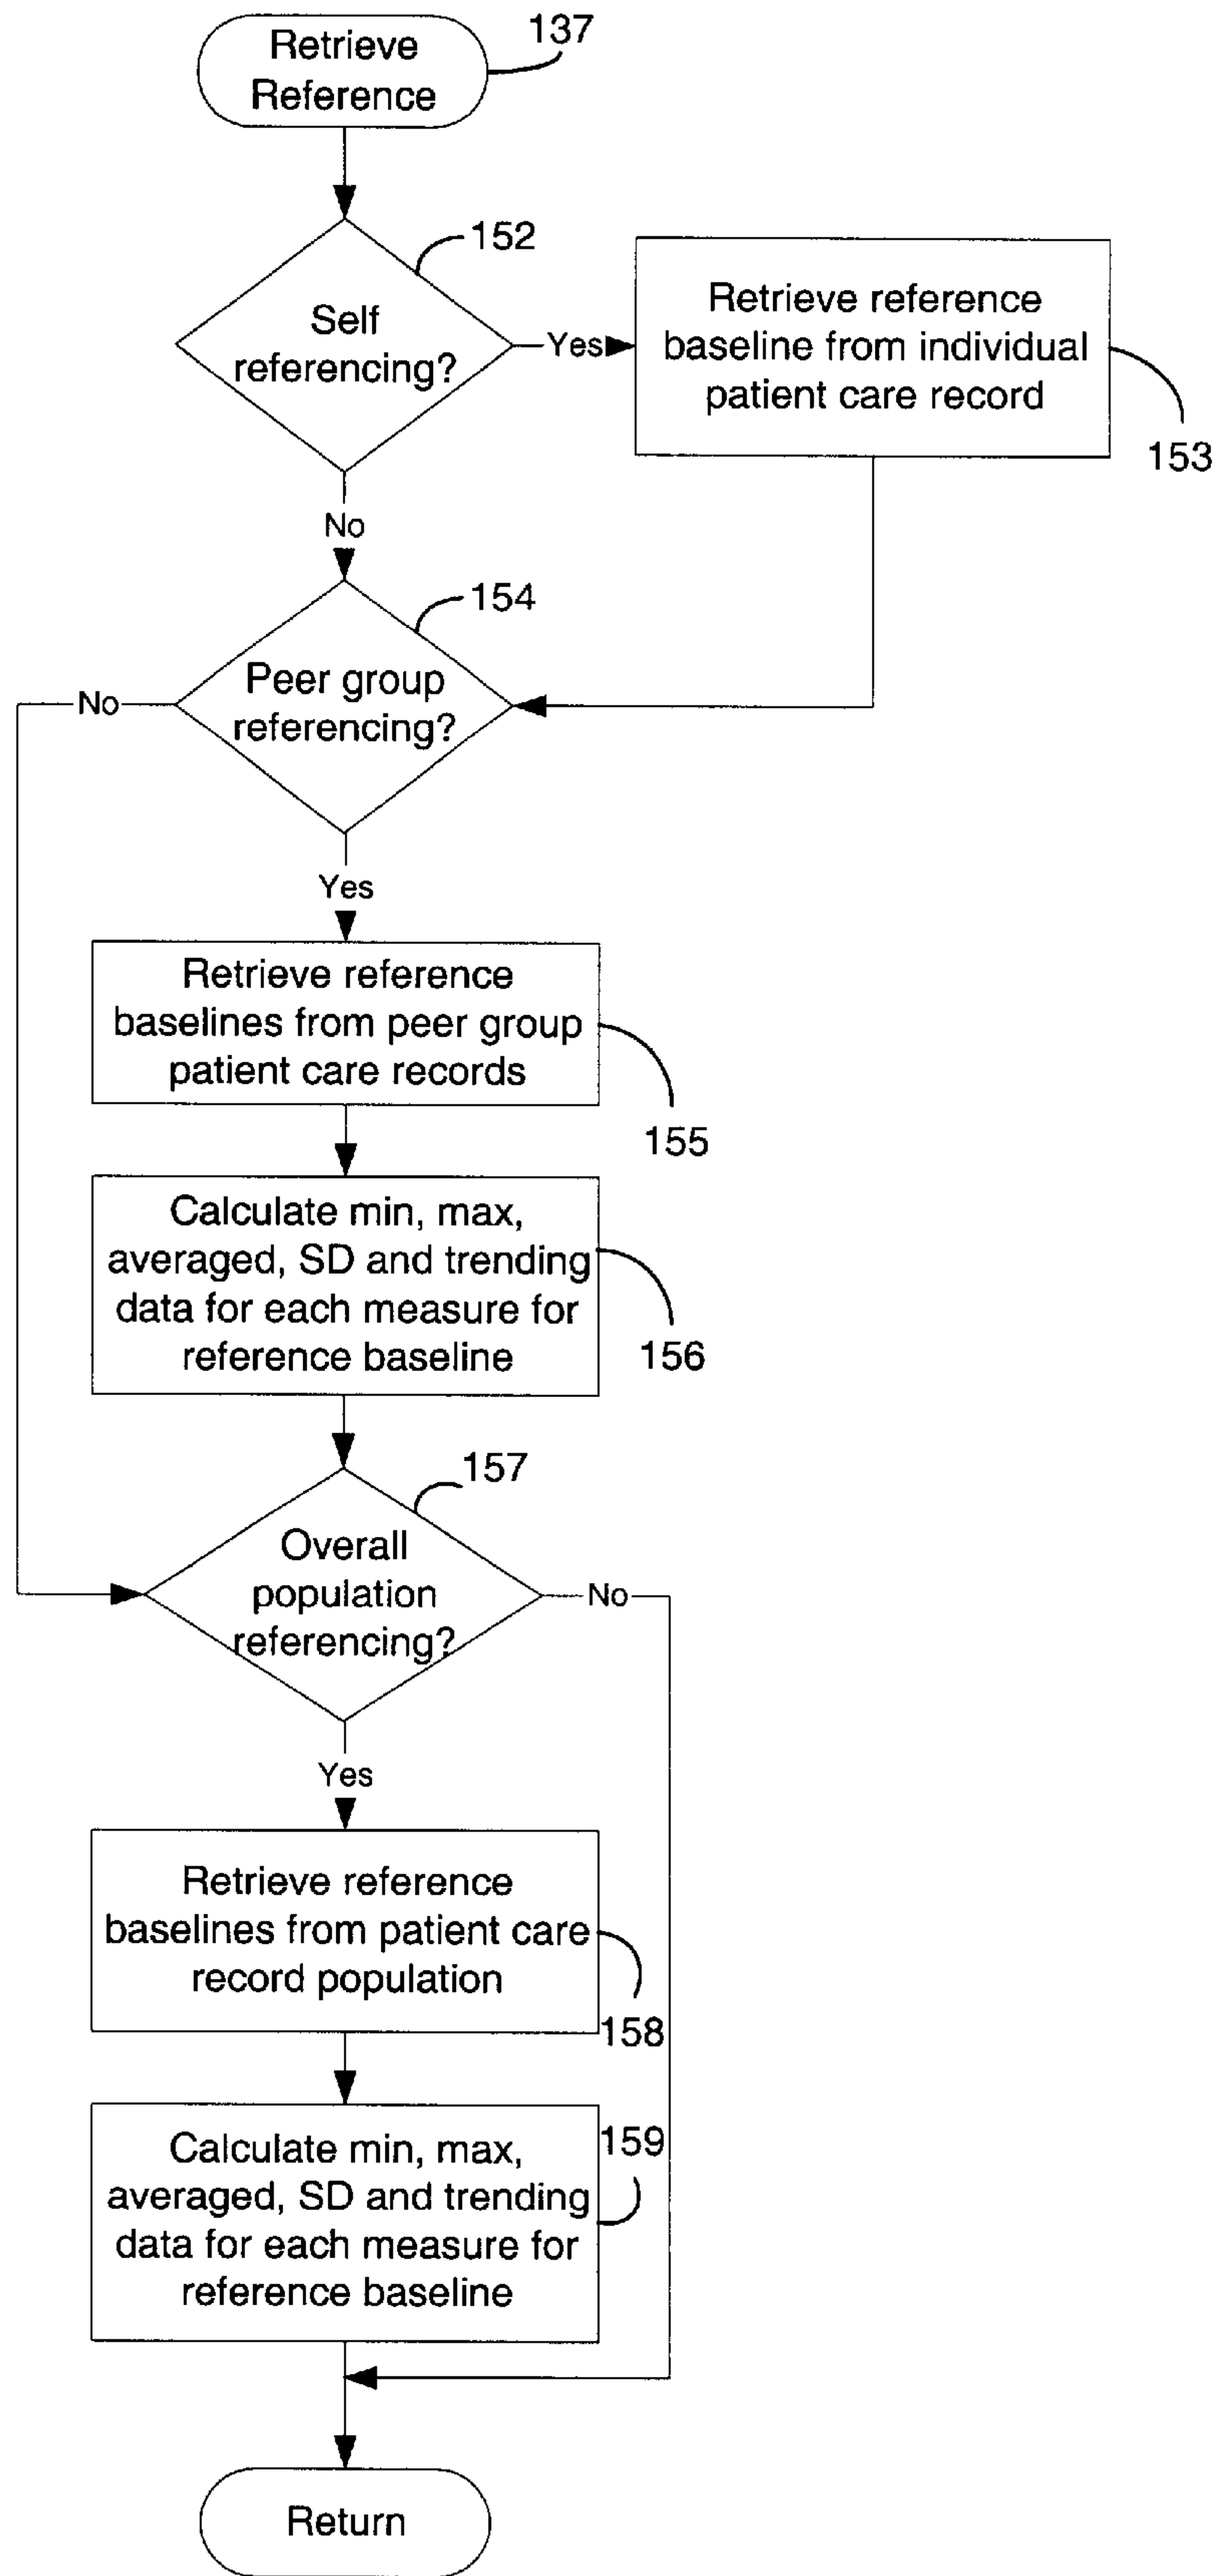 Retrieve
Reference
137
152
Self
referencing?
Yes
Retrieve reference
baseline from individual
patient care record
153
No
154
Peer group
referencing?
No
Yes
Retrieve reference
baselines from peer group
patient care records
155
Calculate min, max,
averaged, SD and trending
data for each measure for
reference baseline
156
157
Overall
population
referencing?
No
Yes
Retrieve reference
baselines from patient care
record population
158
Calculate min, max,
averaged, SD and trending
data for each measure for
reference baseline
159
Return